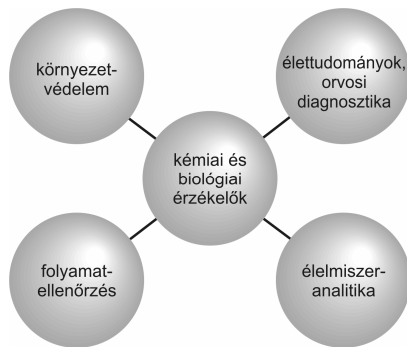 környezet-
védelem
élettudományok,
orvosi
diagnosztika
kémiai és
biológiai
érzékelők
folyamat-
ellenőrzés
élelmiszer-
analitika